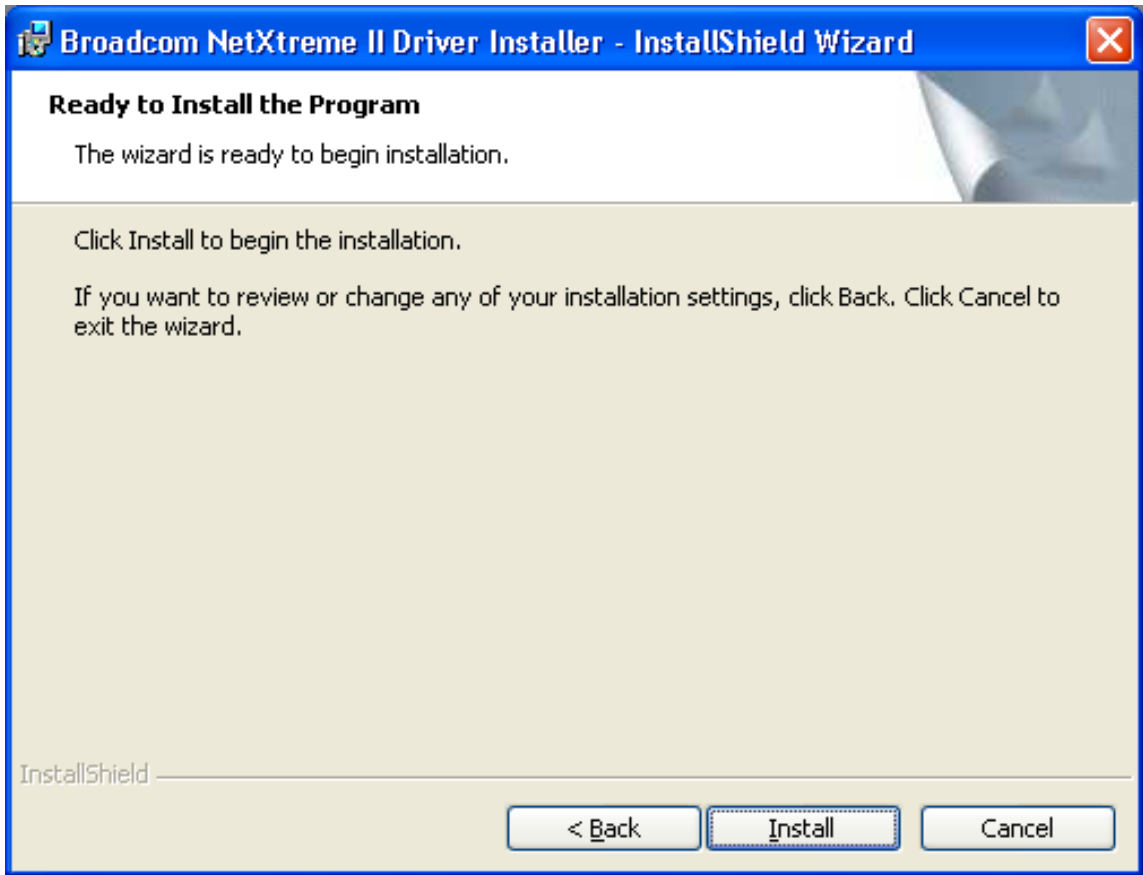 Broadcom NetXtreme II Driver Installer - InstallShield Wizard
Ready to Install the Program
The wizard is ready to begin installation.
Click Install to begin the installation.
If you want to review or change any of your installation settings, click Back. Click Cancel to
exit the wizard.
InstallShield
< Back
Install
Cancel